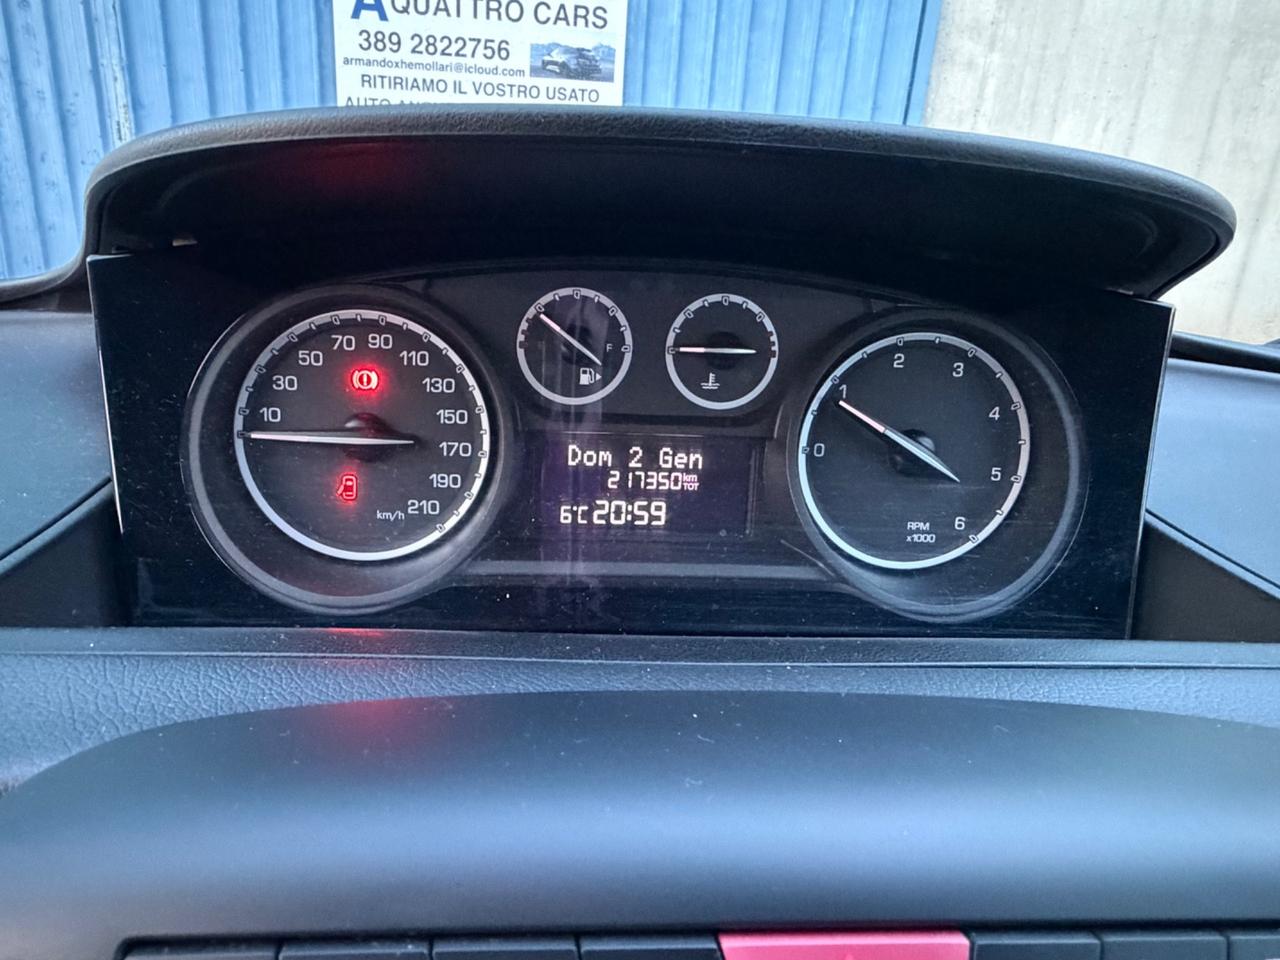 AQUATTRO CARS
389 2822756
armandoxhemollari@icloud.com
RITIRIAMO IL VOSTRO USATO
10
30
50
70
90
110
130
150
170
190
210
km/h
F
Dom 2 Gen
217350 km TOT
6°C 20:59
0
1
2
3
4
5
6
RPM
x1000